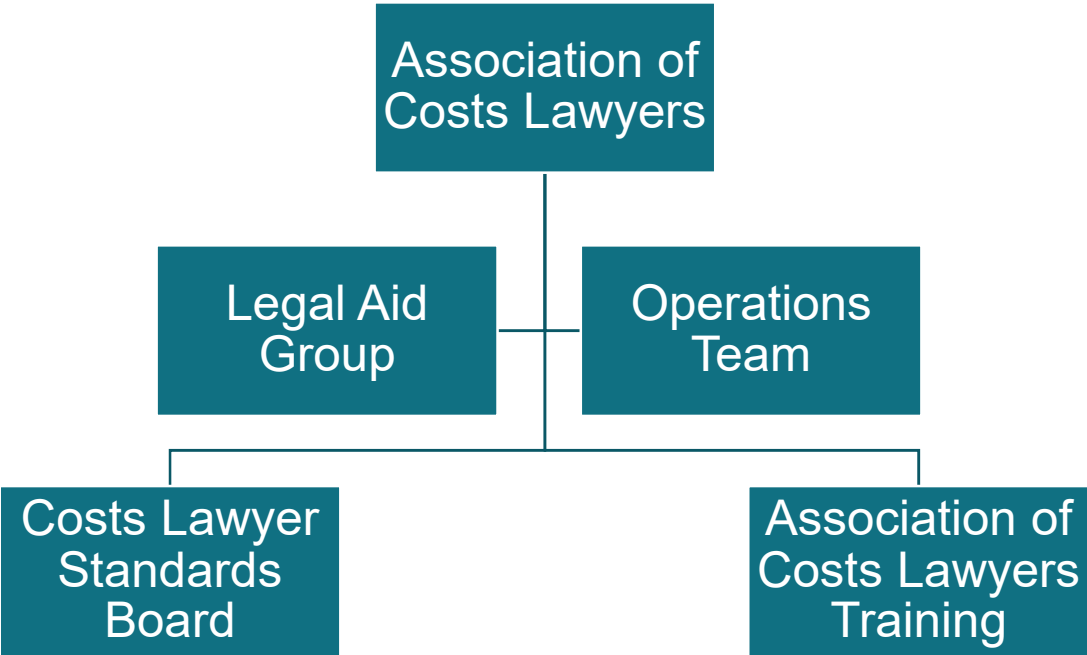 Association of
Costs Lawyers
Legal Aid
Group
Operations
Team
Costs Lawyer
Standards
Board
Association of
Costs Lawyers
Training